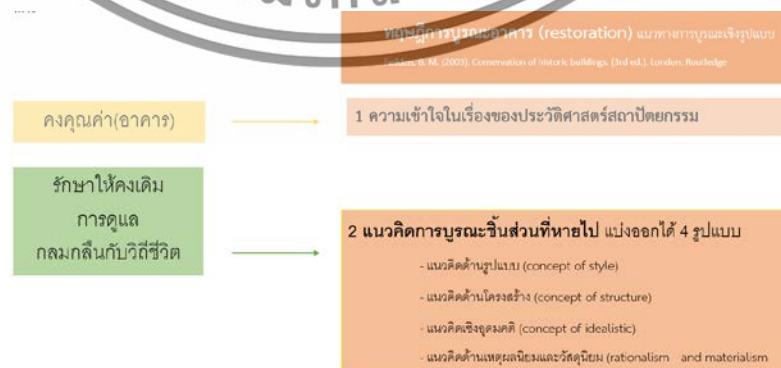 ทฤษฎีการบูรณะอาคาร (restoration) แนวทางการบูรณะเชิงรูปแบบ
B. M. (2003). Conservation of historic buildings. (3rd ed.). London: Routledge
คงคุณค่า(อาคาร)
1 ความเข้าใจในเรื่องของประวัติศาสตร์สถาปัตยกรรม
รักษาให้คงเดิม
การดูแล
กลมกลืนกับวิถีชีวิต
2 แนวคิดการบูรณะชิ้นส่วนที่หายไป แบ่งออกได้ 4 รูปแบบ
- แนวคิดด้านรูปแบบ (concept of style)
- แนวคิดด้านโครงสร้าง (concept of structure)
- แนวคิดเชิงอุดมคติ (concept of idealistic)
- แนวคิดด้านเหตุผลนิยมและวัสดุนิยม (rationalism and materialism